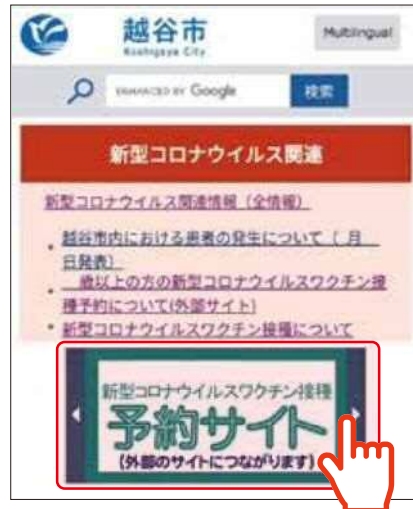 越谷市
Koshigaya City
Multilingual
ENHANCED BY Google
検索
新型コロナウイルス関連
新型コロナウイルス関連情報（全情報）
越谷市内における患者の発生について（ 月
日発表）
歳以上の方の新型コロナウイルスワクチン接
種予約について(外部サイト)
新型コロナウイルスワクチン接種について
新型コロナウイルスワクチン接種
予約サイト
(外部のサイトにつながります)